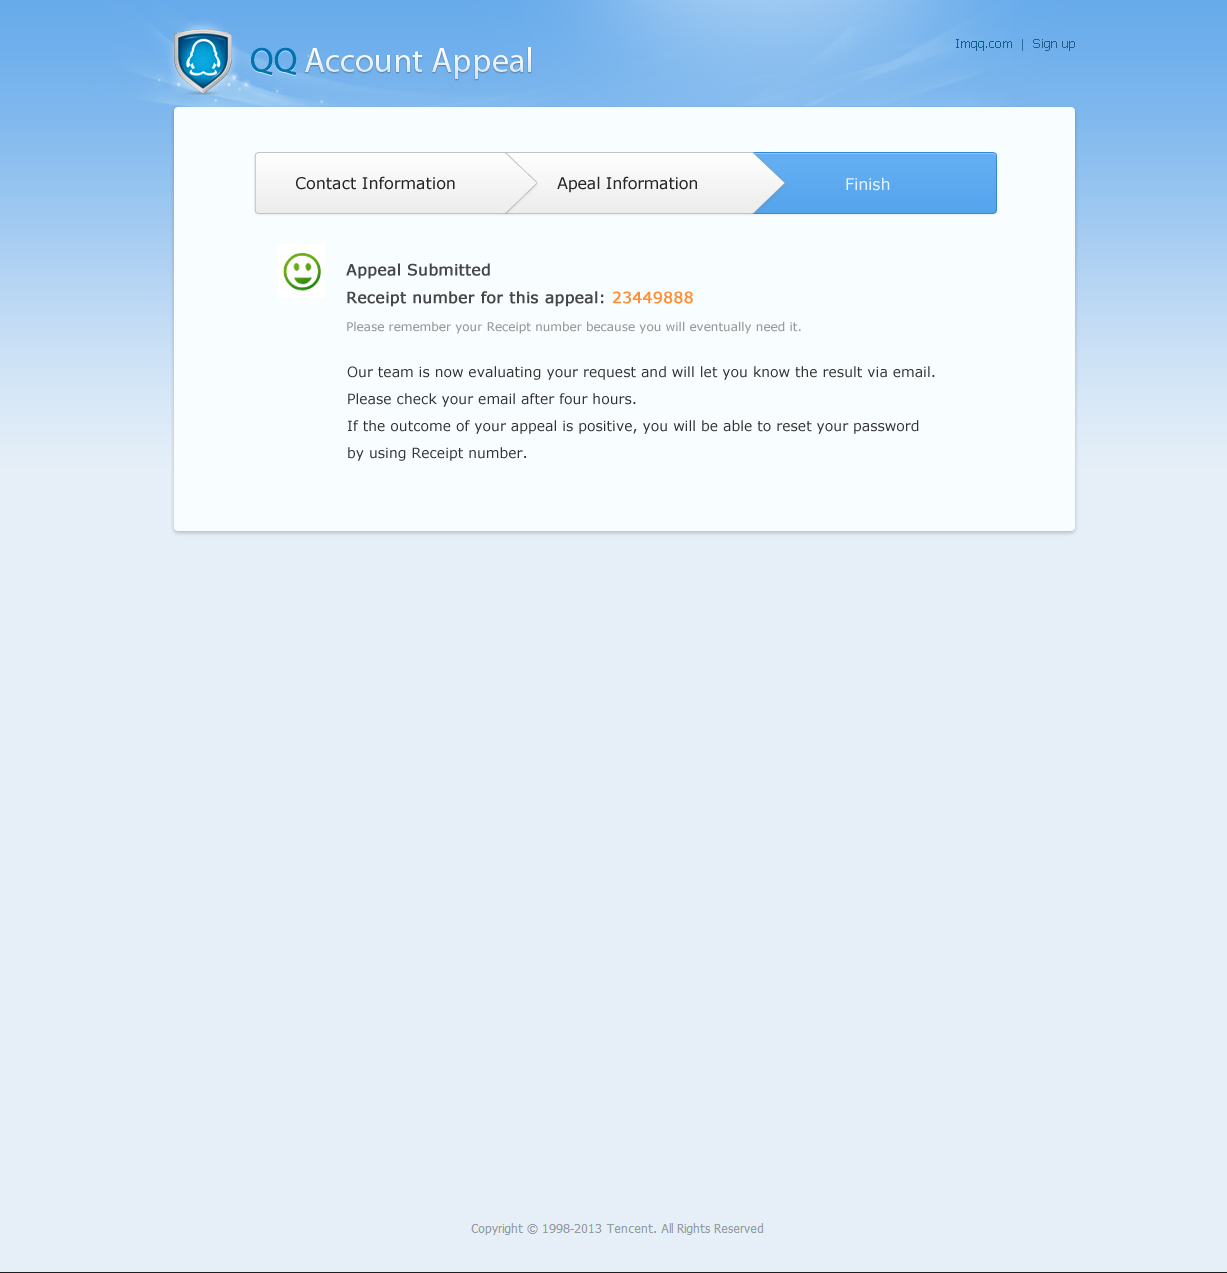 QQ Account Appeal
Imqq.com | Sign up
Contact Information
Apeal Information
Finish
Appeal Submitted
Receipt number for this appeal: 23449888
Please remember your Receipt number because you will eventually need it.
Our team is now evaluating your request and will let you know the result via email.
Please check your email after four hours.
If the outcome of your appeal is positive, you will be able to reset your password
by using Receipt number.
Copyright © 1998-2013 Tencent. All Rights Reserved